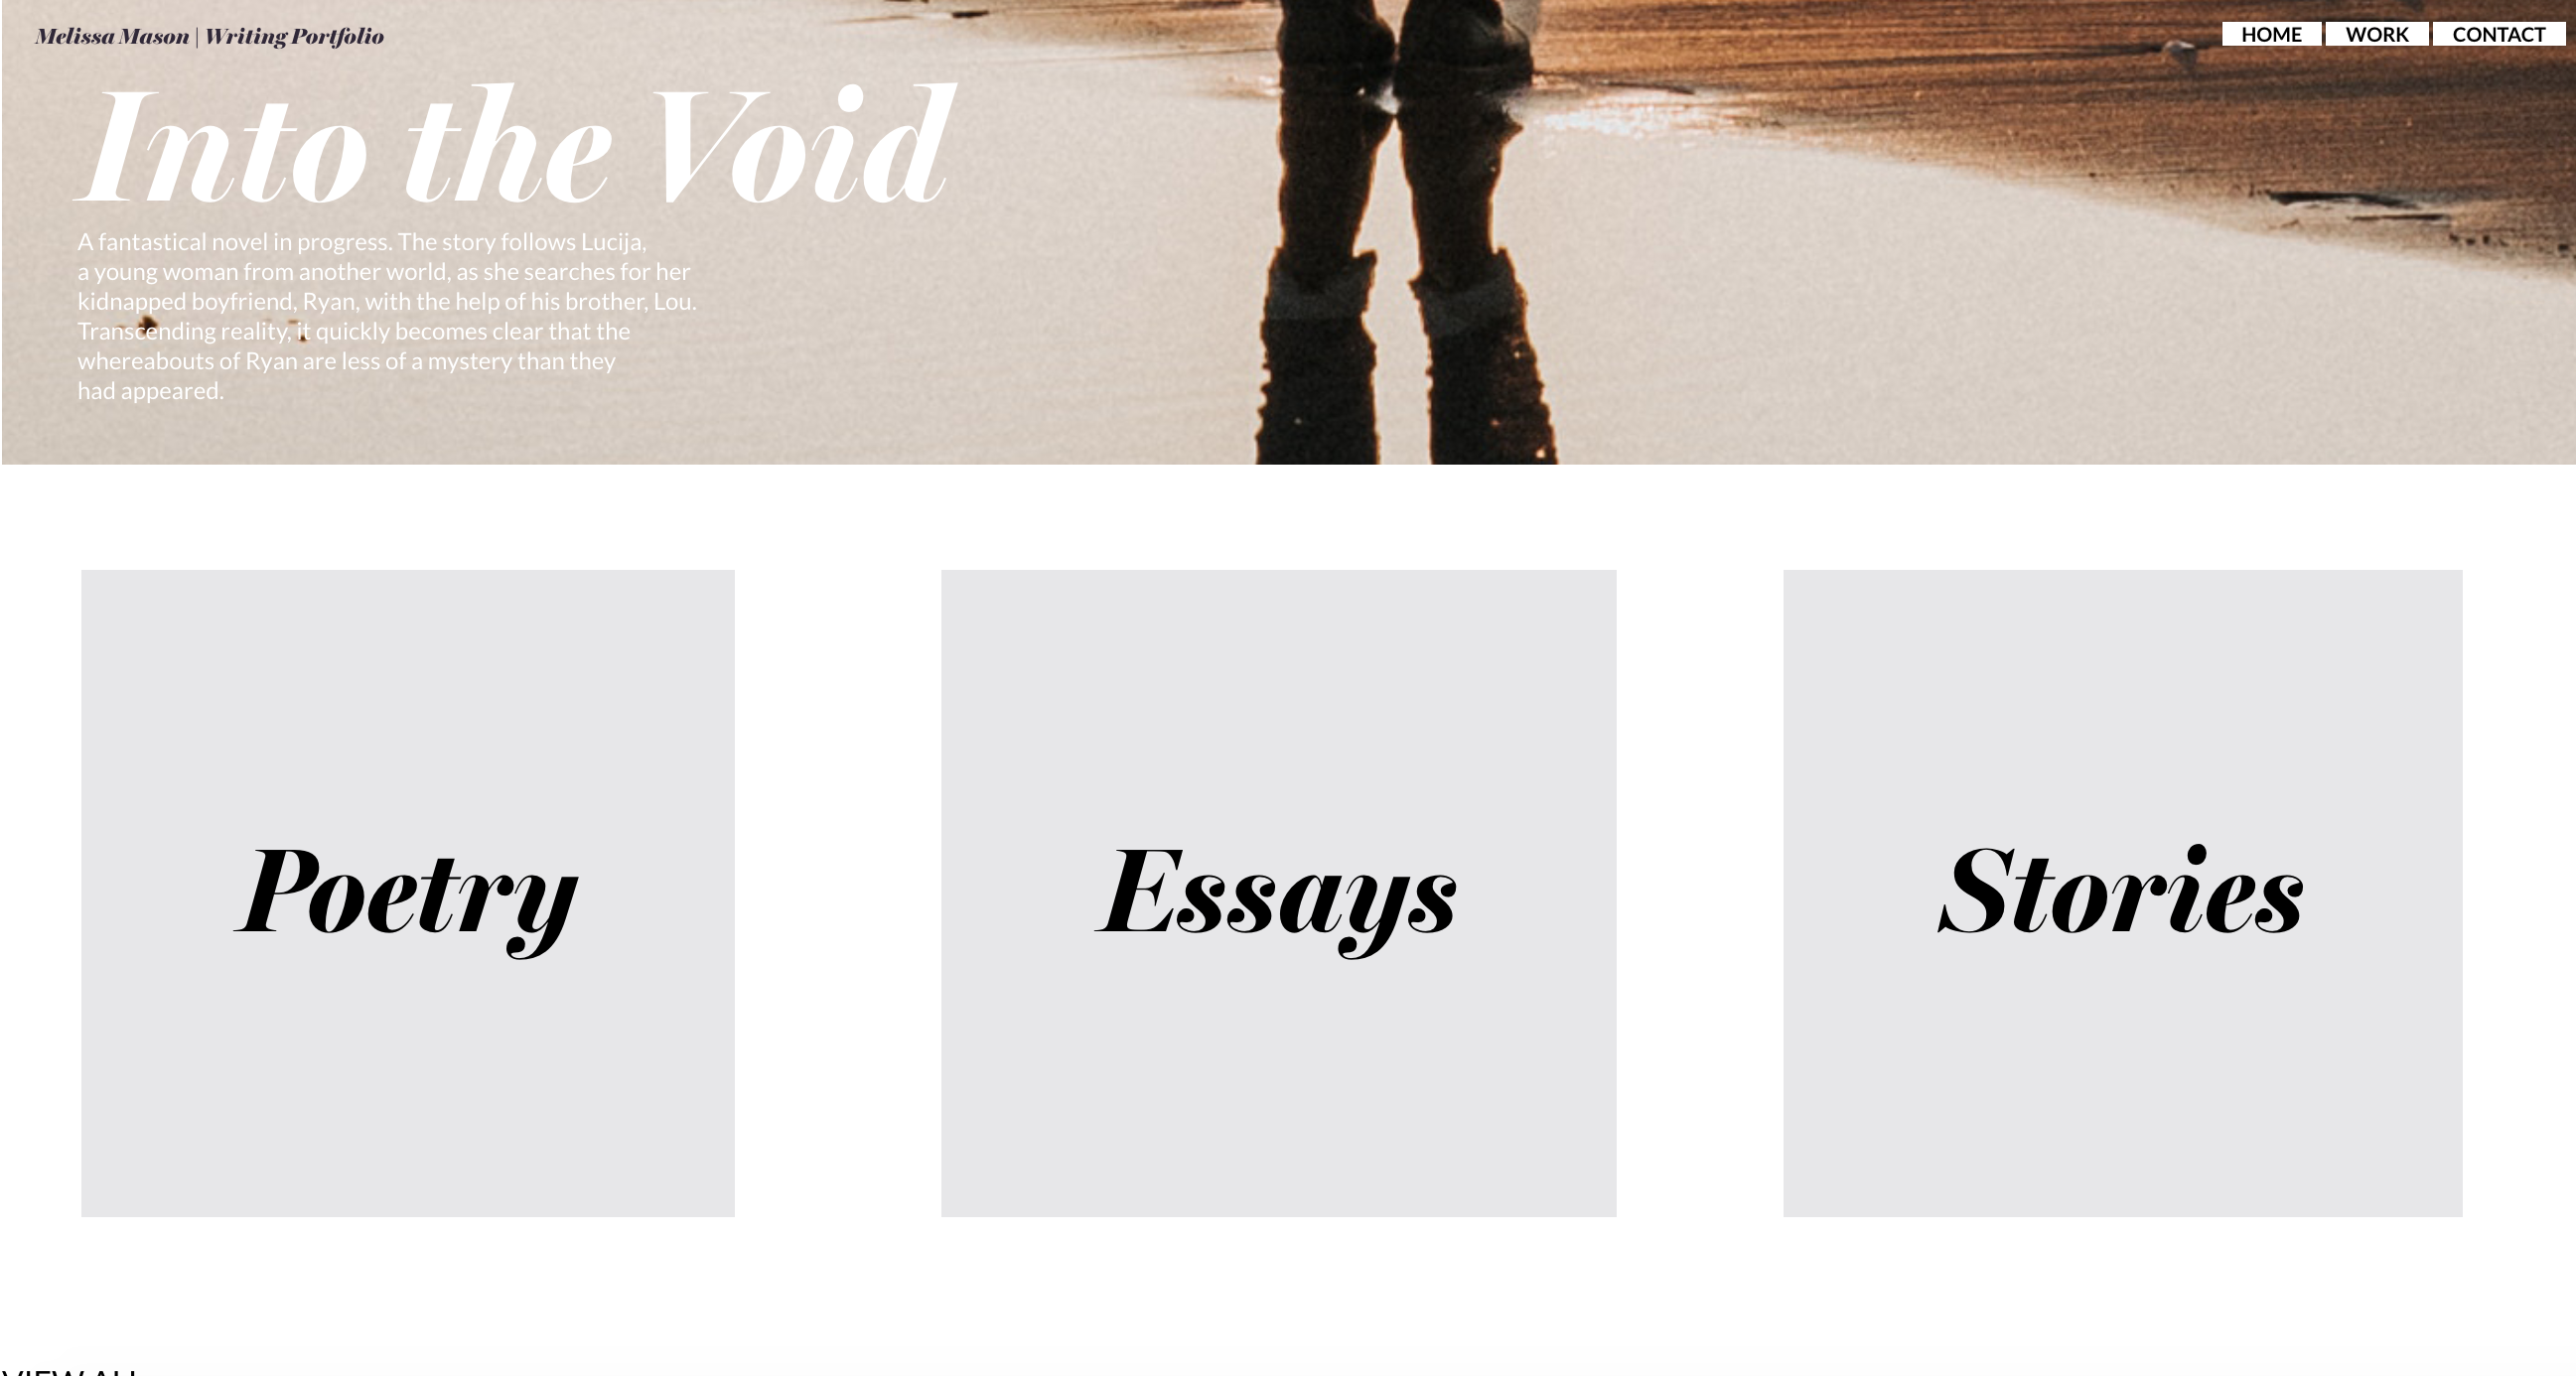 Melissa Mason | Writing Portfolio
HOME WORK CONTACT
Into the Void
A fantastical novel in progress. The story follows Lucija,
a young woman from another world, as she searches for her
kidnapped boyfriend, Ryan, with the help of his brother, Lou.
Transcending reality, it quickly becomes clear that the
whereabouts of Ryan are less of a mystery than they
had appeared.
Poetry
Essays
Stories
VIEW ALL